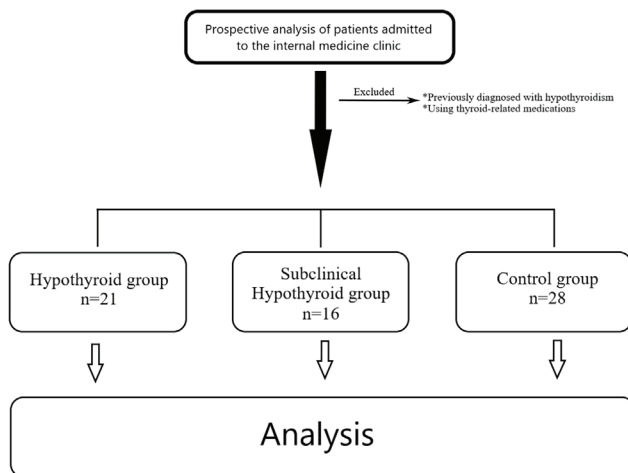 Prospective analysis of patients admitted
to the internal medicine clinic
Excluded
*Previously diagnosed with hypothyroidism
*Using thyroid-related medications
Hypothyroid group
n=21
Subclinical
Hypothyroid group
n=16
Control group
n=28
Analysis